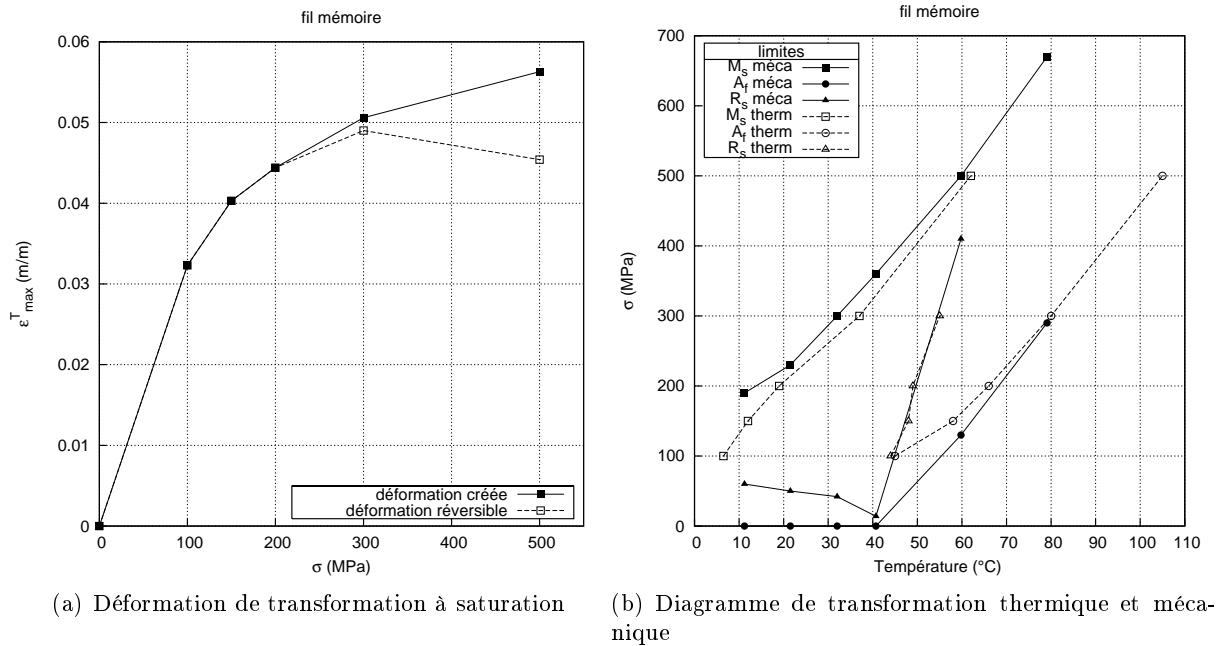 fil mémoire
0.06
0.05
0.04
0.03
0.02
0.01
0
ε^T_max (m/m)
déformation créée
déformation réversible
0 100 200 300 400 500
σ (MPa)
(a) Déformation de transformation à saturation
fil mémoire
700
600
500
400
300
200
100
0
σ (MPa)
limites
M_s méca
A_f méca
R_s méca
M_s therm
A_f therm
R_s therm
0 10 20 30 40 50 60 70 80 90 100 110
Température (°C)
(b) Diagramme de transformation thermique et méca-
nique